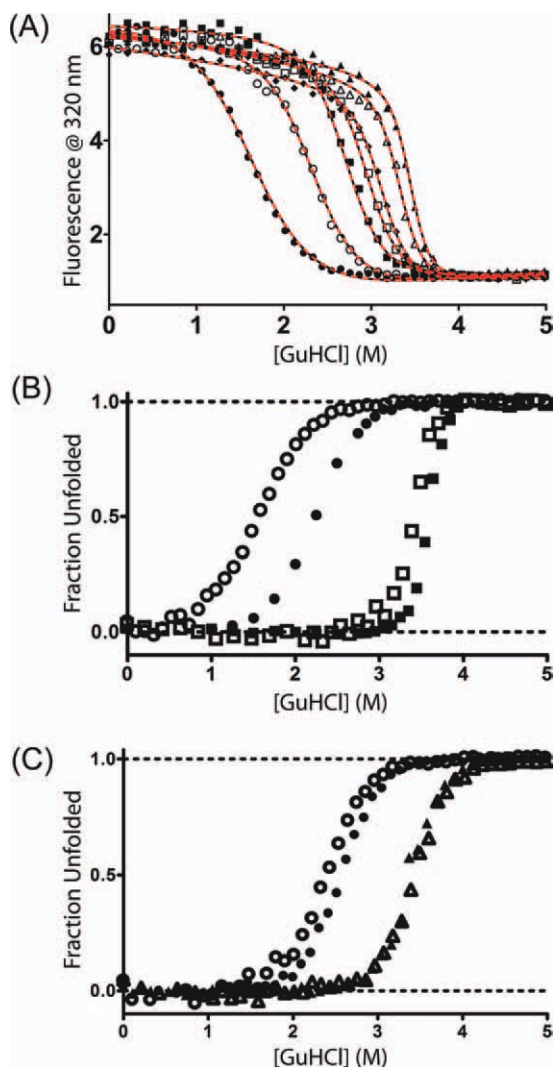 (A)
Fluorescence @ 320 nm
6
4
2
0 1 2 3 4 5
[GuHCl] (M)
(B)
Fraction Unfolded
1.0
0.5
0.0
0 1 2 3 4 5
[GuHCl] (M)
(C)
Fraction Unfolded
1.0
0.5
0.0
0 1 2 3 4 5
[GuHCl] (M)